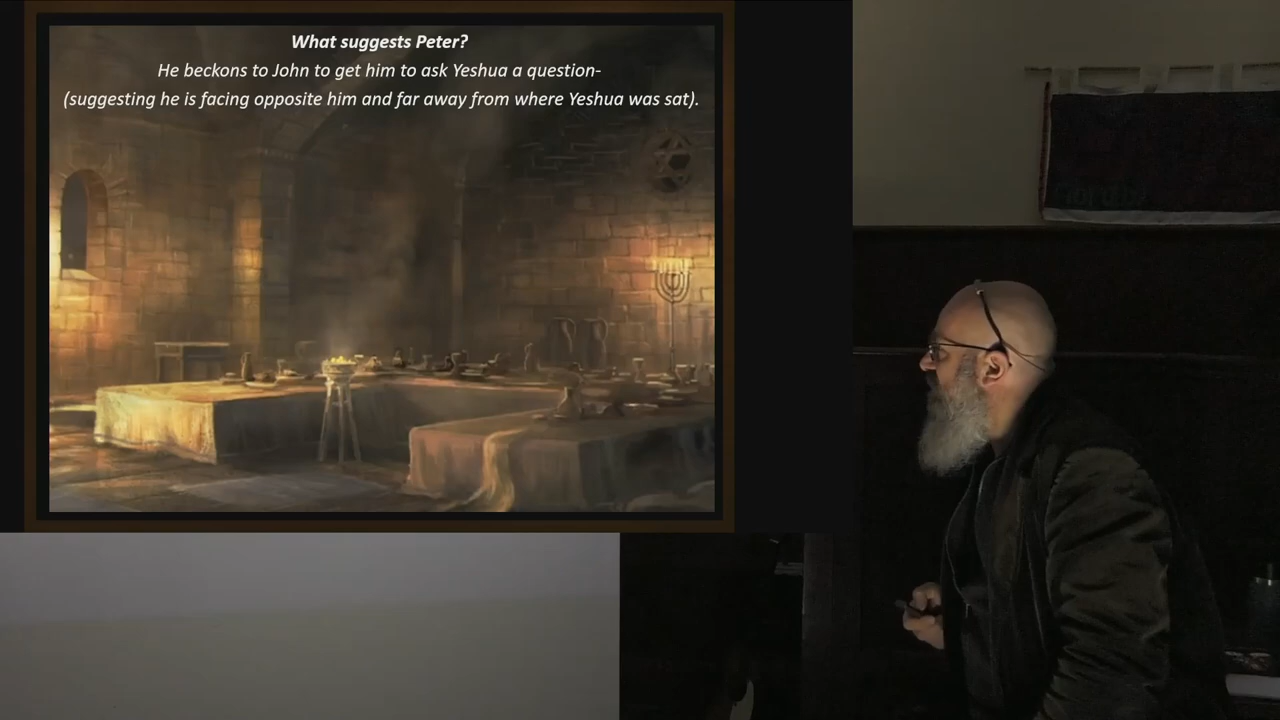 What suggests Peter?
He beckons to John to get him to ask Yeshua a question-
(suggesting he is facing opposite him and far away from where Yeshua was sat).